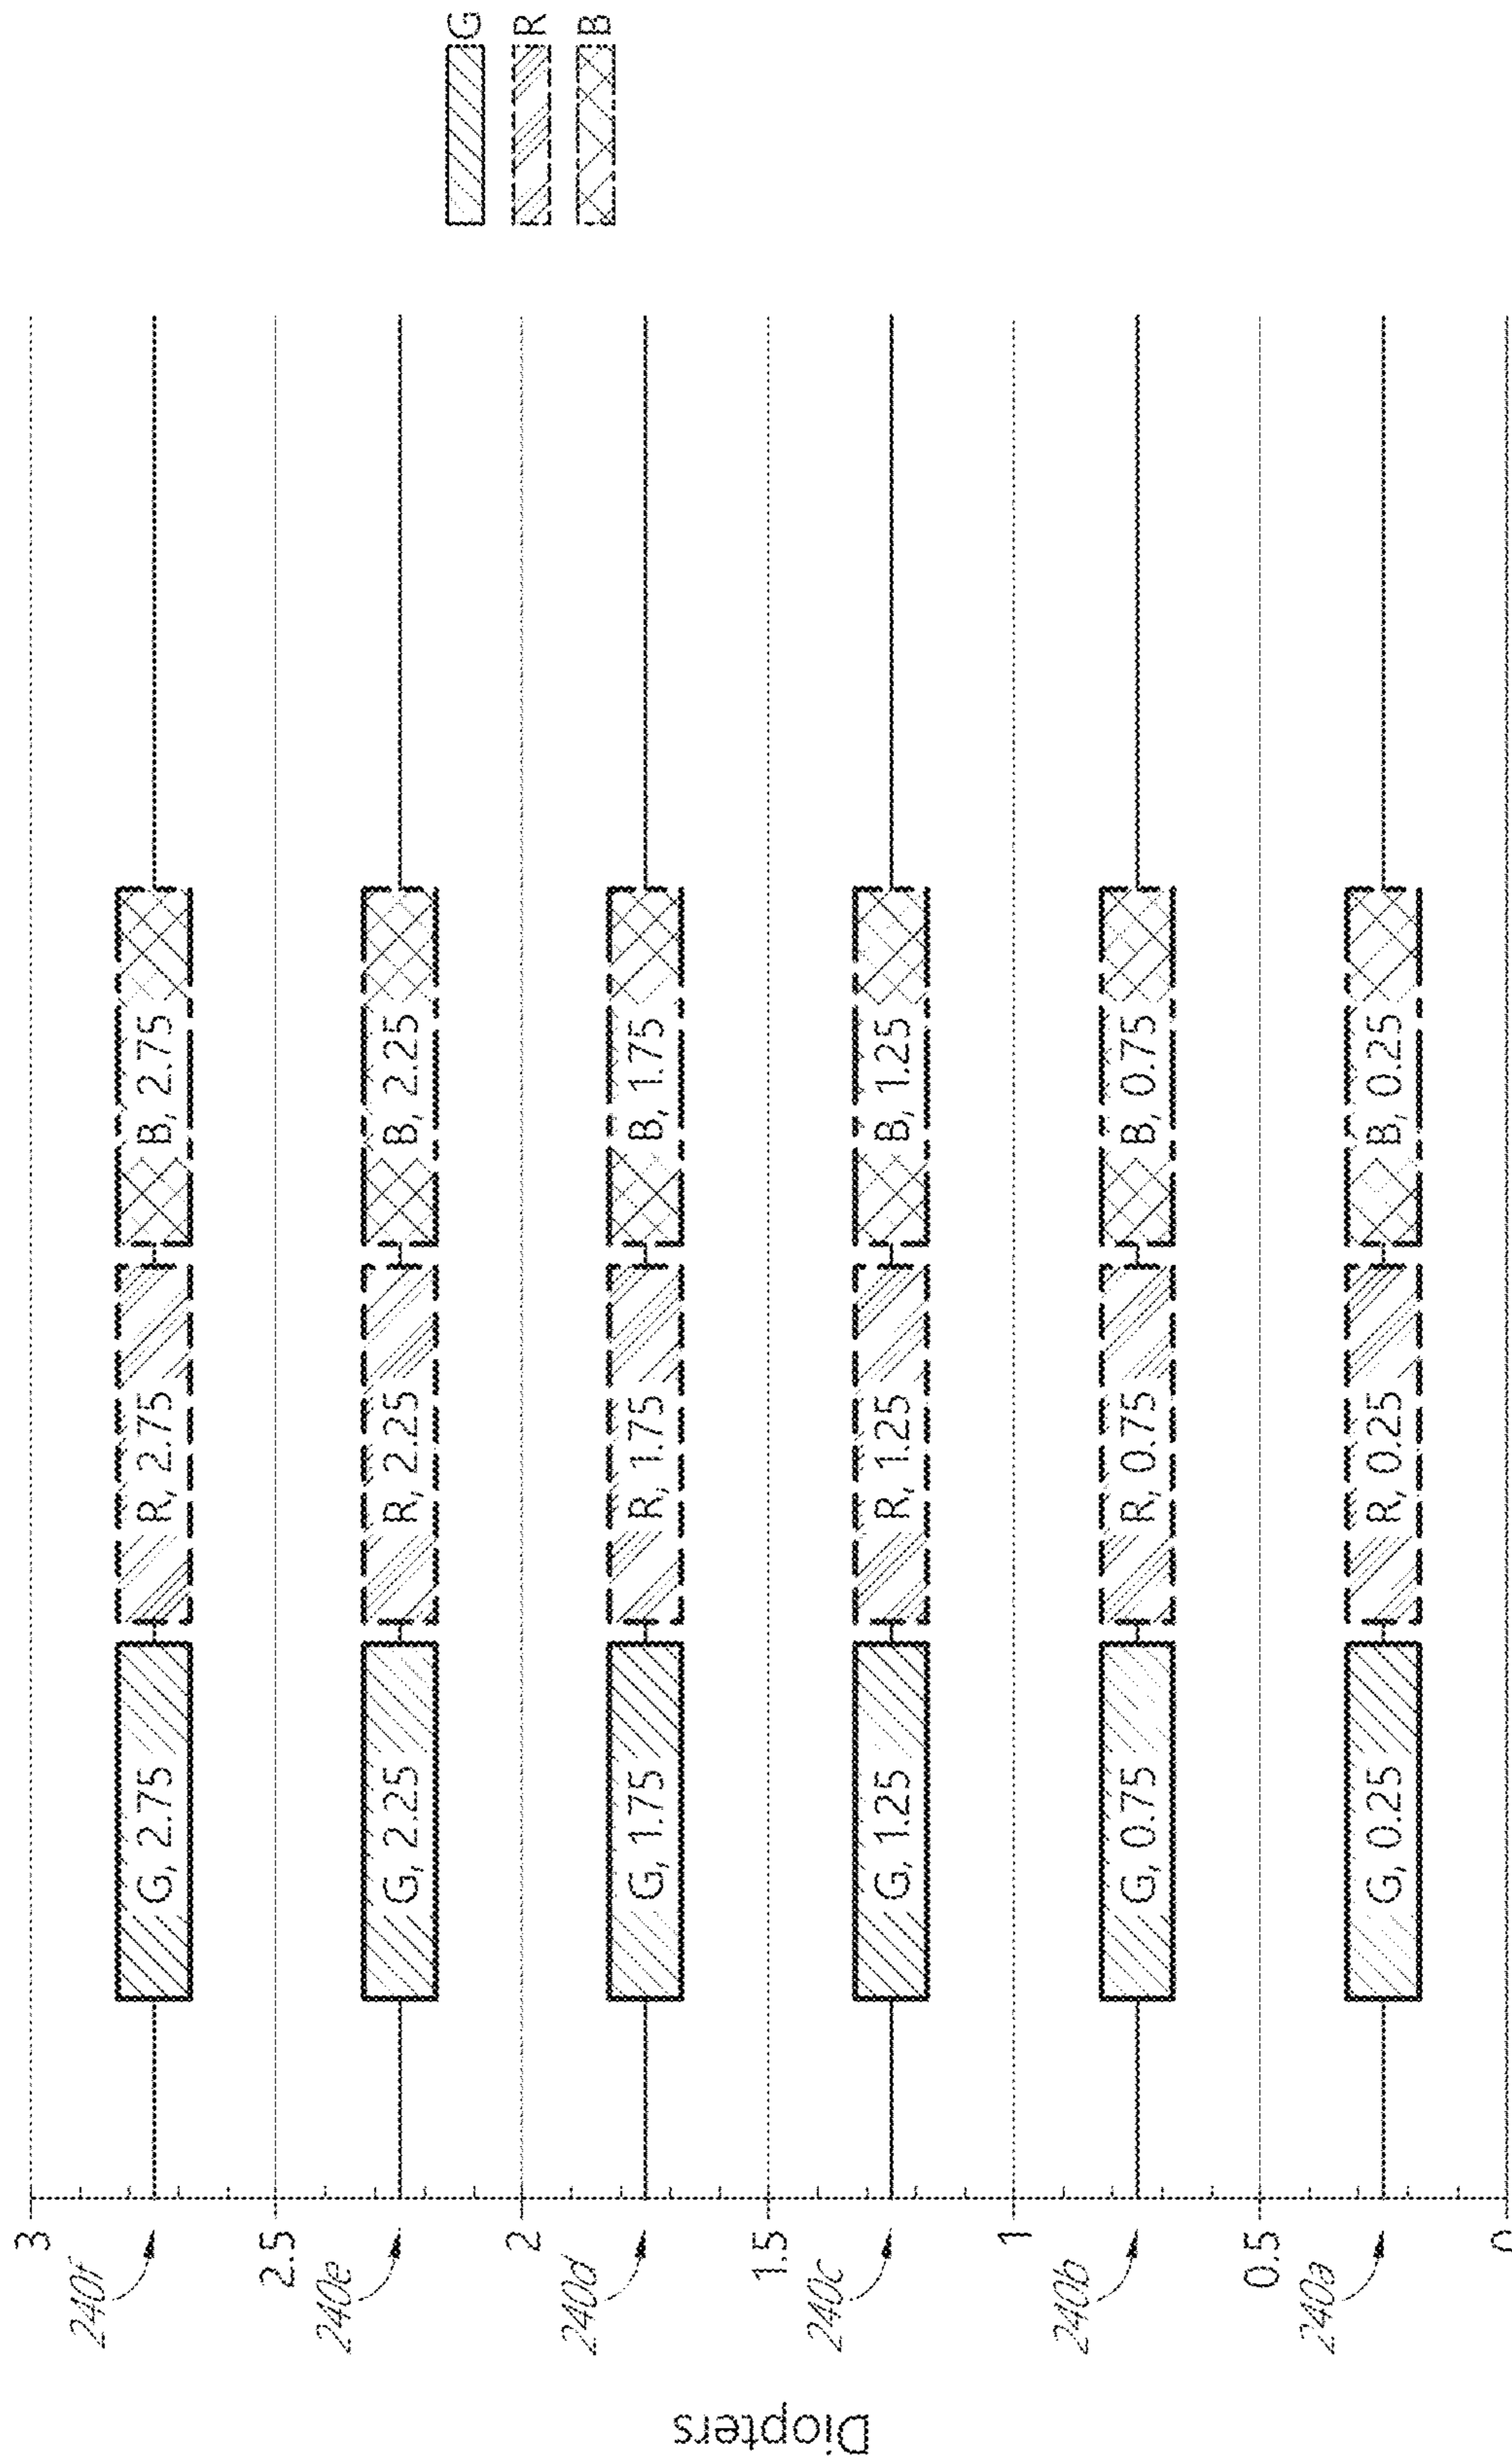 Diopters
3
240f
G, 2.75
R, 2.75
B, 2.75
2.5
240e
G, 2.25
R, 2.25
B, 2.25
2
240d
G, 1.75
R, 1.75
B, 1.75
1.5
240c
G, 1.25
R, 1.25
B, 1.25
1
240b
G, 0.75
R, 0.75
B, 0.75
0.5
240a
G, 0.25
R, 0.25
B, 0.25
0
G
R
B